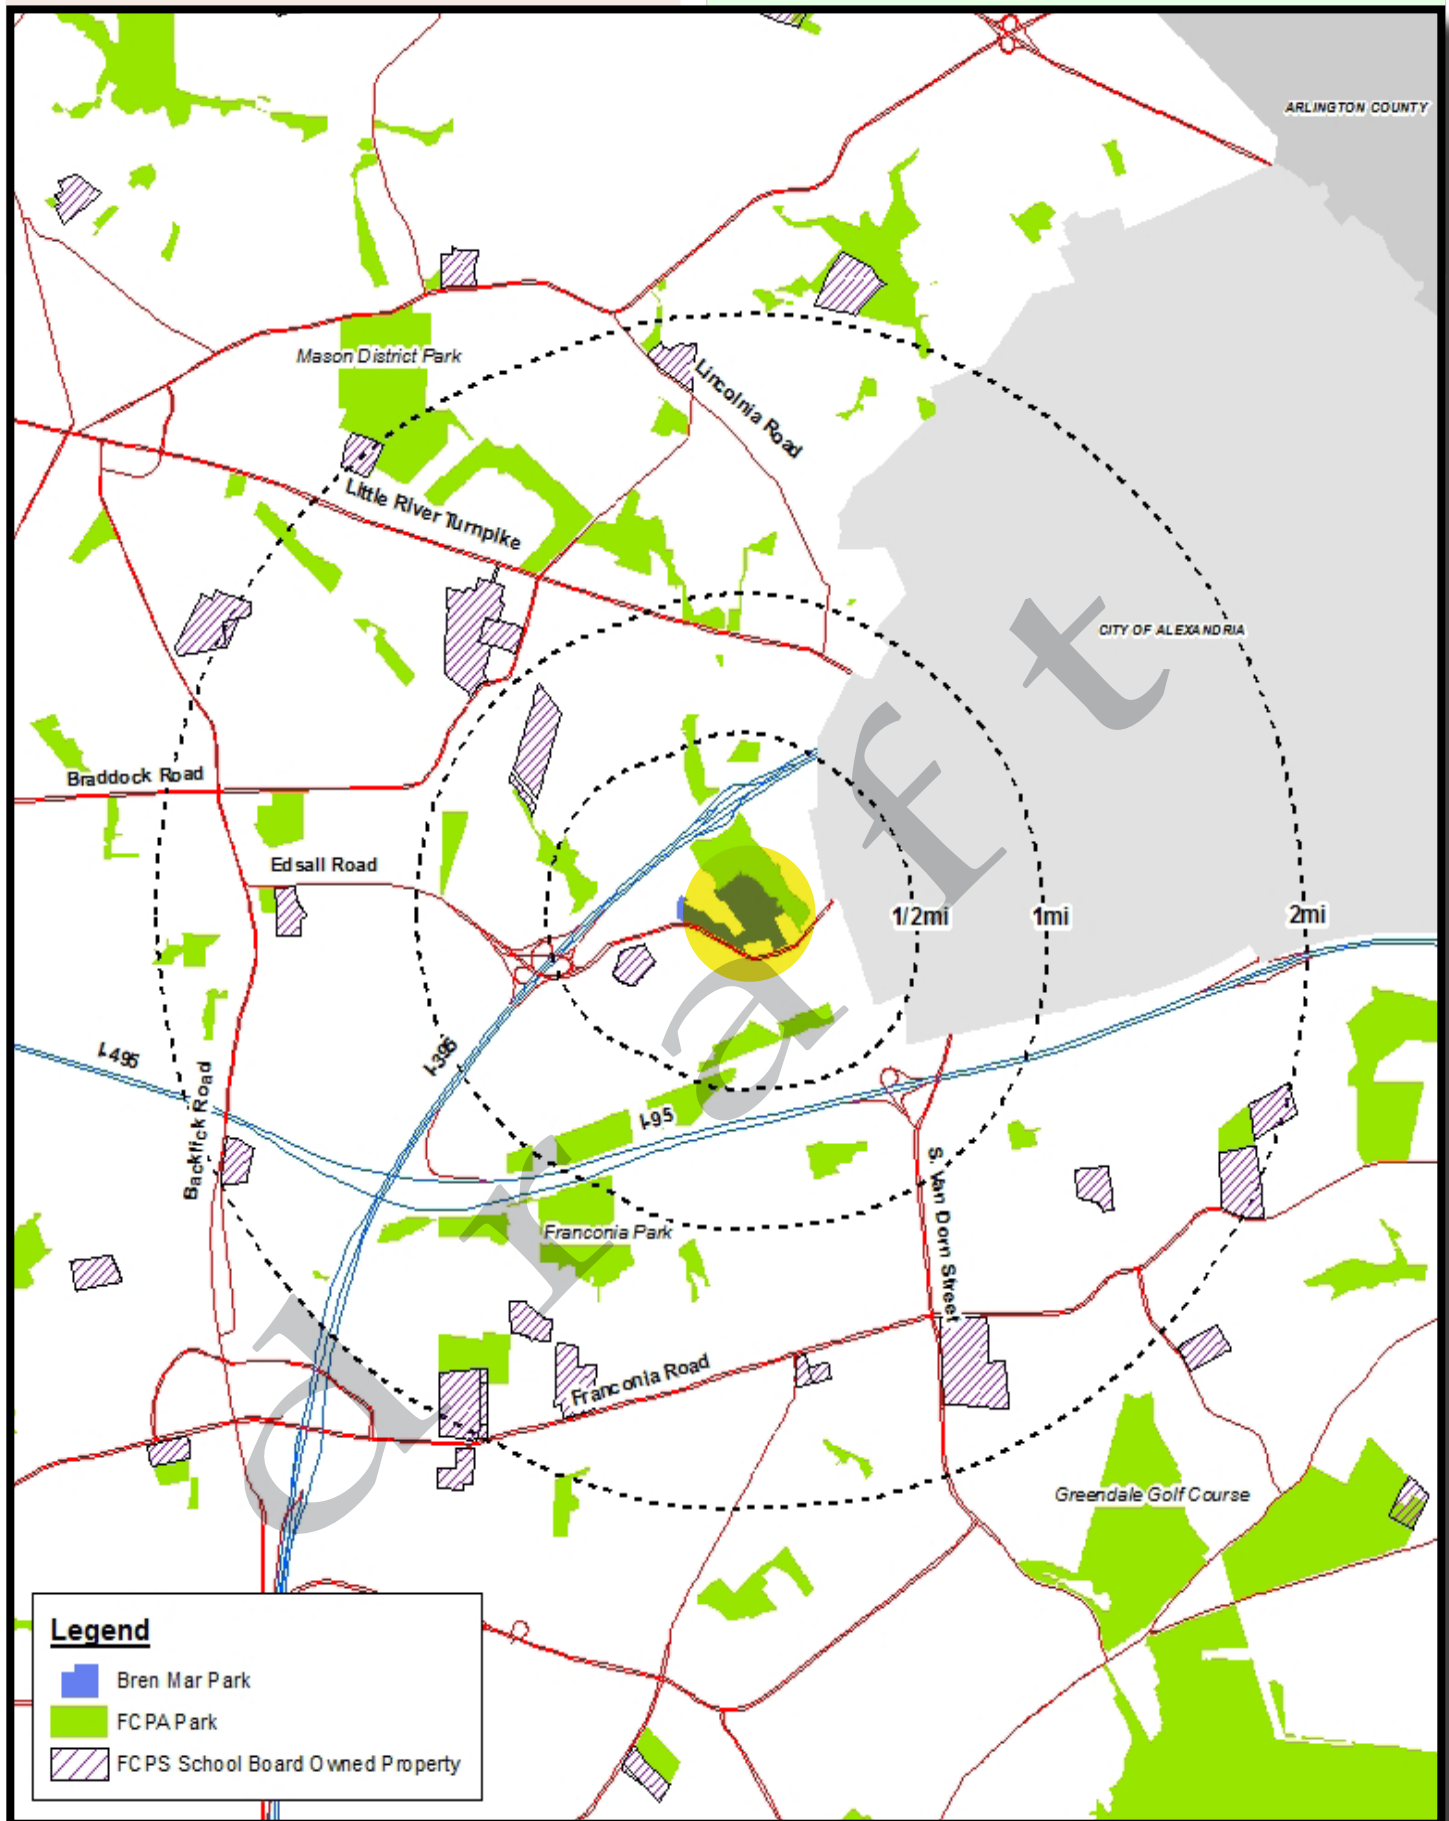 ARLINGTON COUNTY
Mason District Park
Lincolnia Road
Little River Turnpike
CITY OF ALEXANDRIA
Braddock Road
Edsall Road
1/2mi
1mi
2mi
I-495
I-395
Backlick Road
I-95
S. Van Dorn Street
Franconia Park
Franconia Road
Greendale Golf Course
draft
Legend
Bren Mar Park
FCPA Park
FCPS School Board Owned Property